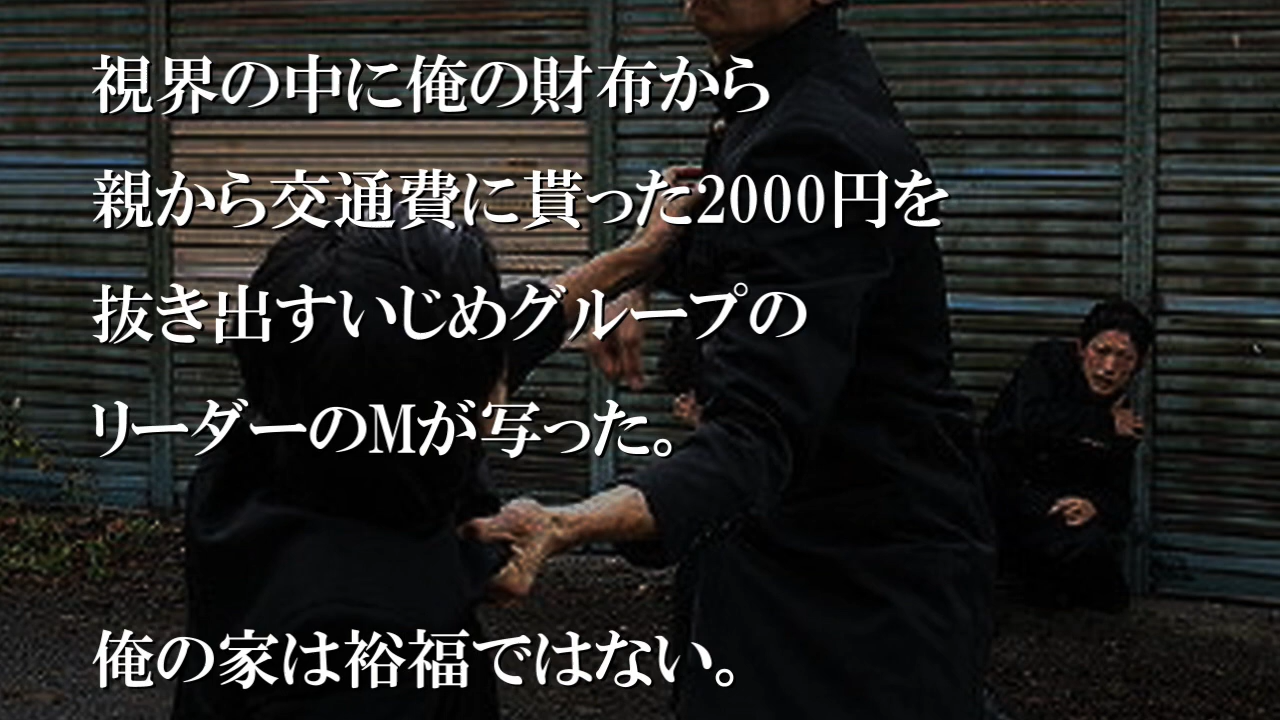 視界の中に俺の財布から
親から交通費に貰った2000円を
抜き出すいじめグループの
リーダーのMが写った。
俺の家は裕福ではない。